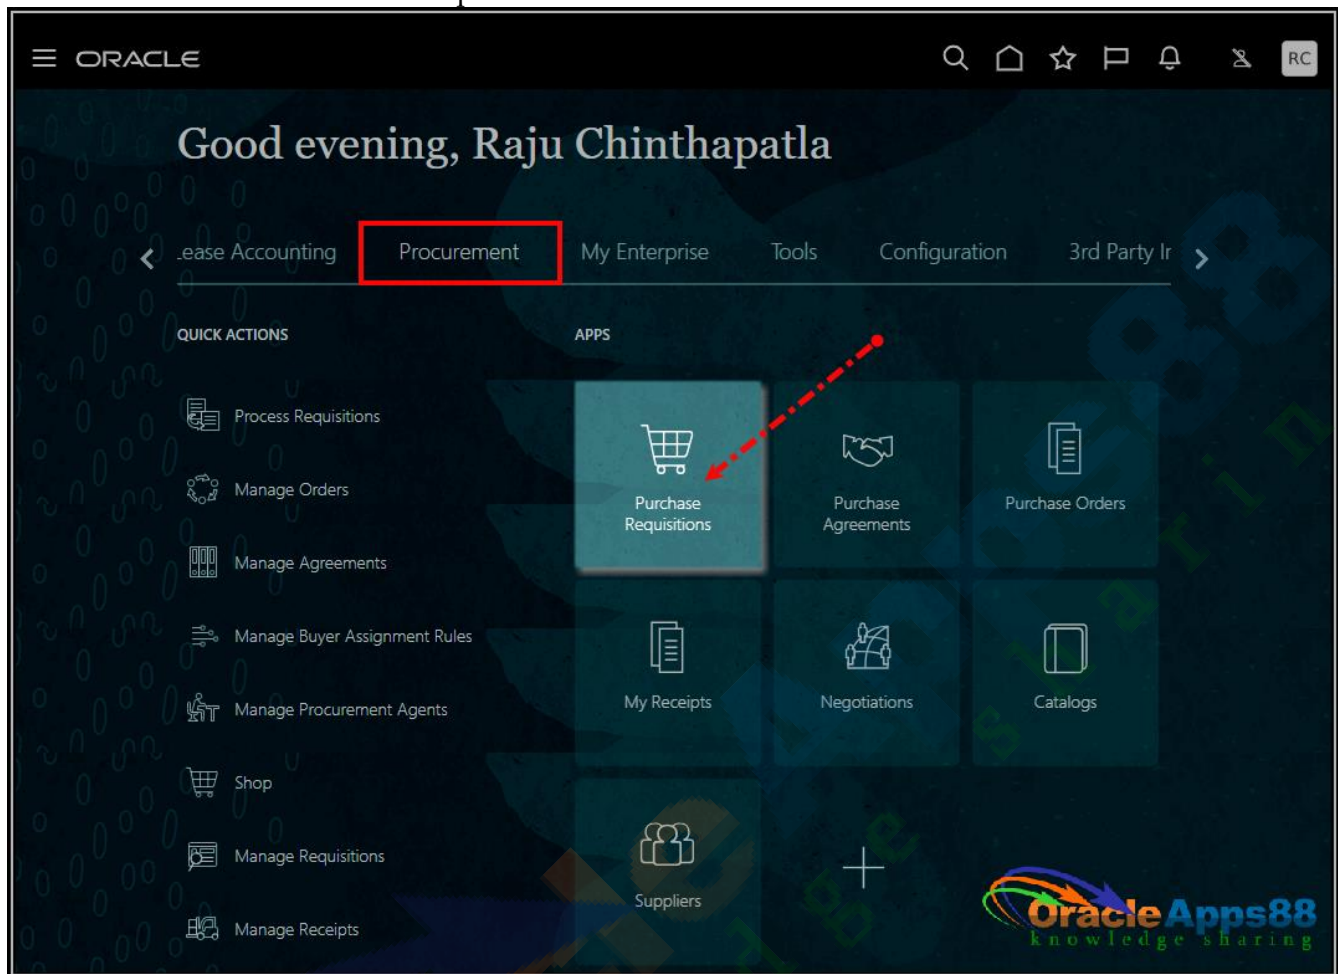 ORACLE
RC
Good evening, Raju Chinthapatla
Lease Accounting Procurement My Enterprise Tools Configuration 3rd Party Ir
QUICK ACTIONS
Process Requisitions
Manage Orders
Manage Agreements
Manage Buyer Assignment Rules
Manage Procurement Agents
Shop
Manage Requisitions
Manage Receipts
APPS
Purchase
Requisitions
Purchase
Agreements
Purchase Orders
My Receipts
Negotiations
Catalogs
Suppliers
OracleApps88
knowledge sharing